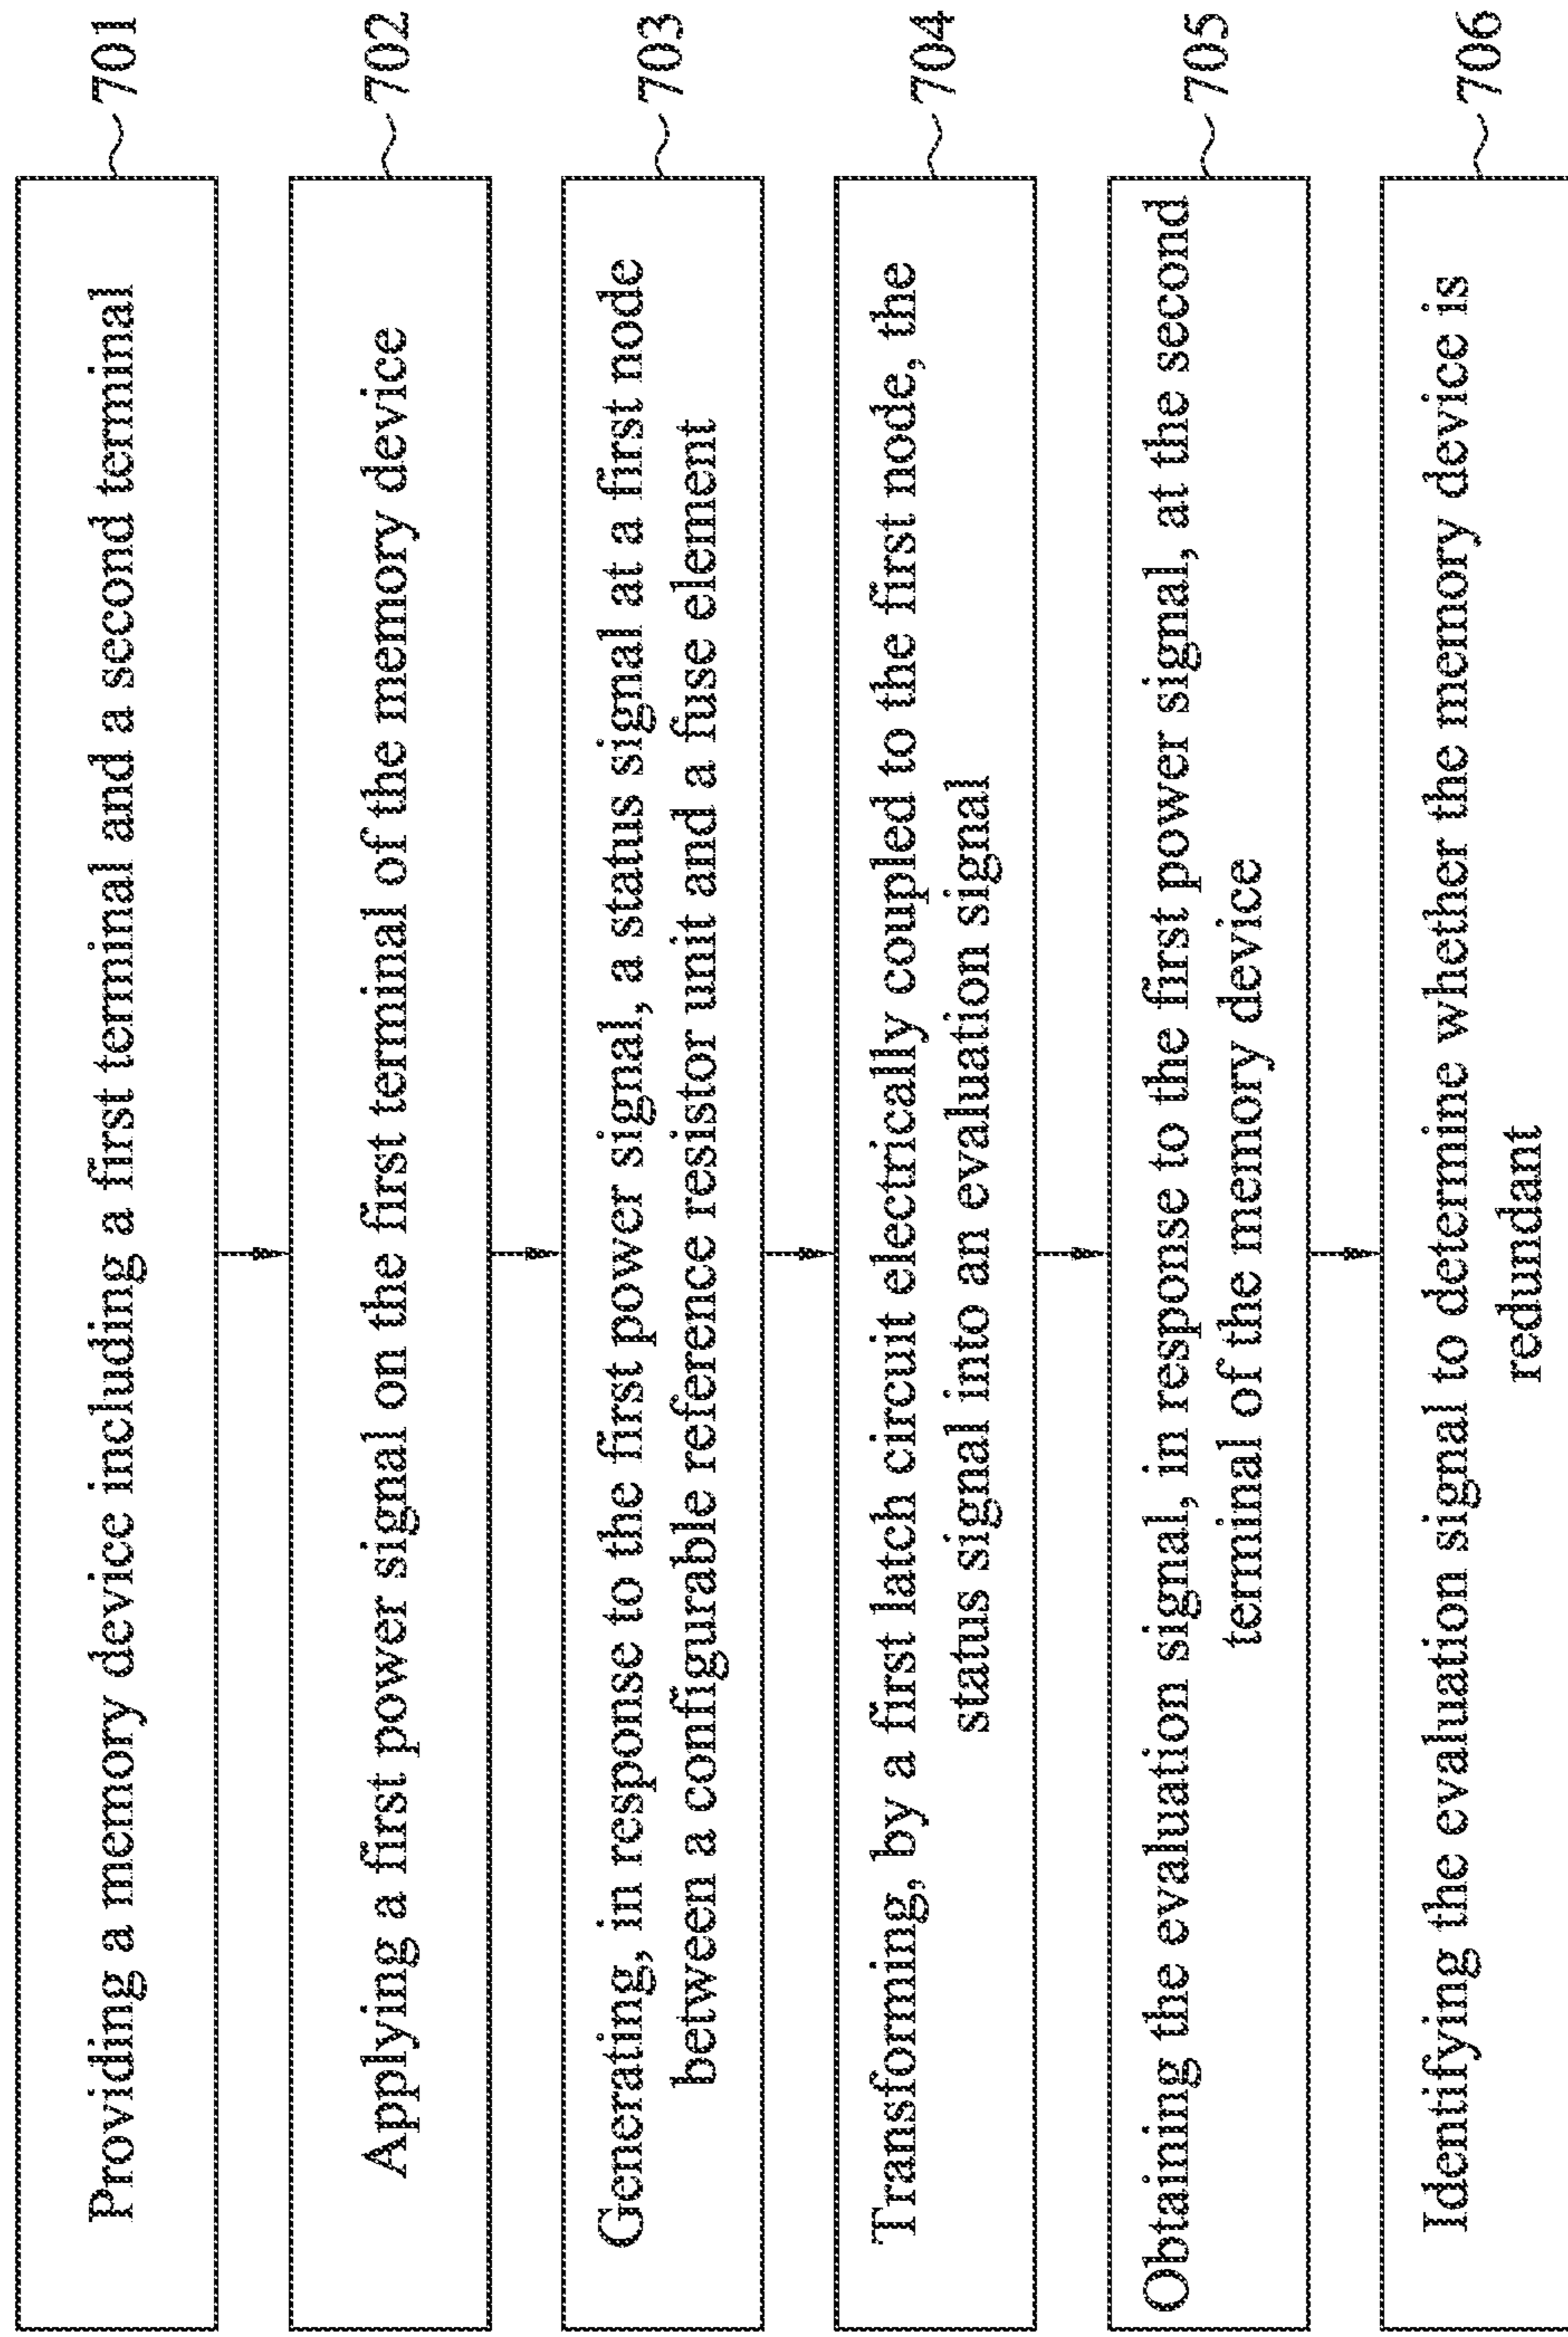 Providing a memory device including a first terminal and a second terminal
701
Applying a first power signal on the first terminal of the memory device
702
Generating, in response to the first power signal, a status signal at a first node
between a configurable reference resistor unit and a fuse element
703
Transforming, by a first latch circuit electrically coupled to the first node, the
status signal into an evaluation signal
704
Obtaining the evaluation signal, in response to the first power signal, at the second
terminal of the memory device
705
Identifying the evaluation signal to determine whether the memory device is
redundant
706